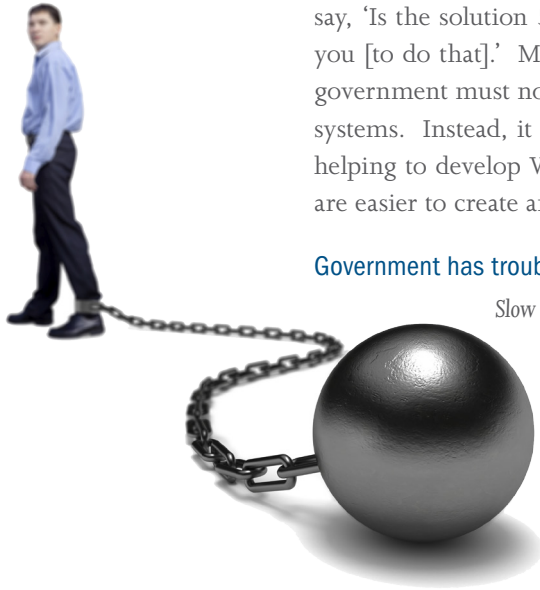 say, ‘Is the solution
you [to do that].’ M
government must no
systems. Instead, it
helping to develop
are easier to create a
Government has troub
Slow